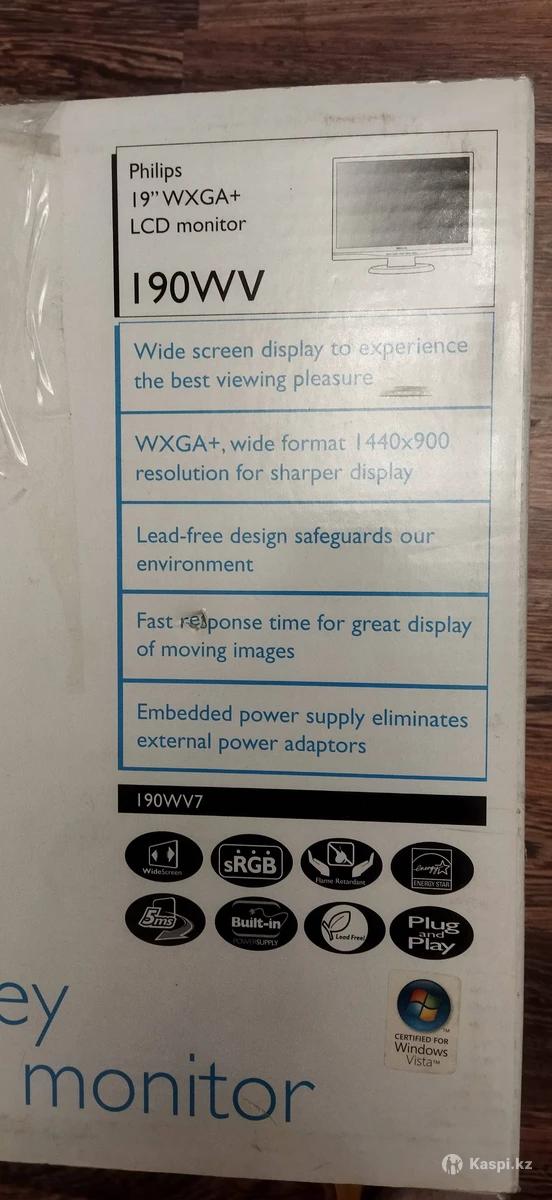 Philips
19" WXGA+
LCD monitor
190WV
Wide screen display to experience
the best viewing pleasure
WXGA+, wide format 1440x900
resolution for sharper display
Lead-free design safeguards our
environment
Fast response time for great display
of moving images
Embedded power supply eliminates
external power adaptors
190WV7
WideScreen
sRGB
Flame Retardant
energy
ENERGY STAR
5ms
Built-in
POWERSUPPLY
Lead Free!
Plug
and
Play
ey
monitor
CERTIFIED FOR
Windows
Vista™
Kaspi.kz